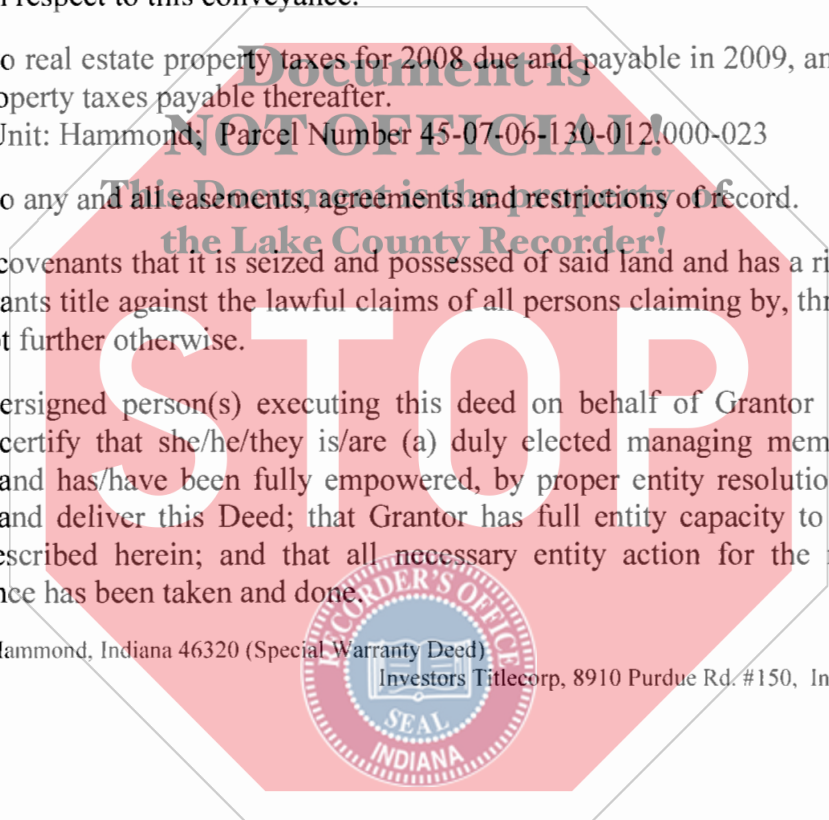 respect to this conveyance.
o real estate property taxes for 2008 due and payable in 2009, an
operty taxes payable thereafter.
Unit: Hammond; Parcel Number 45-07-06-130-012.000-023
o any and all easements, agreements and restrictions of record.
covenants that it is seized and possessed of said land and has a ri
ants title against the lawful claims of all persons claiming by, thr
t further otherwise.
ersigned person(s) executing this deed on behalf of Grantor
certify that she/he/they is/are (a) duly elected managing mem
and has/have been fully empowered, by proper entity resolutio
and deliver this Deed; that Grantor has full entity capacity to
escribed herein; and that all necessary entity action for the
nce has been taken and done.
Hammond, Indiana 46320 (Special Warranty Deed)
Investors Titlecorp, 8910 Purdue Rd. #150, In
Document is
NOT OFFICIAL!
This Document is the property of
the Lake County Recorder!
STOP
RECORDER'S OFFICE
SEAL
INDIANA